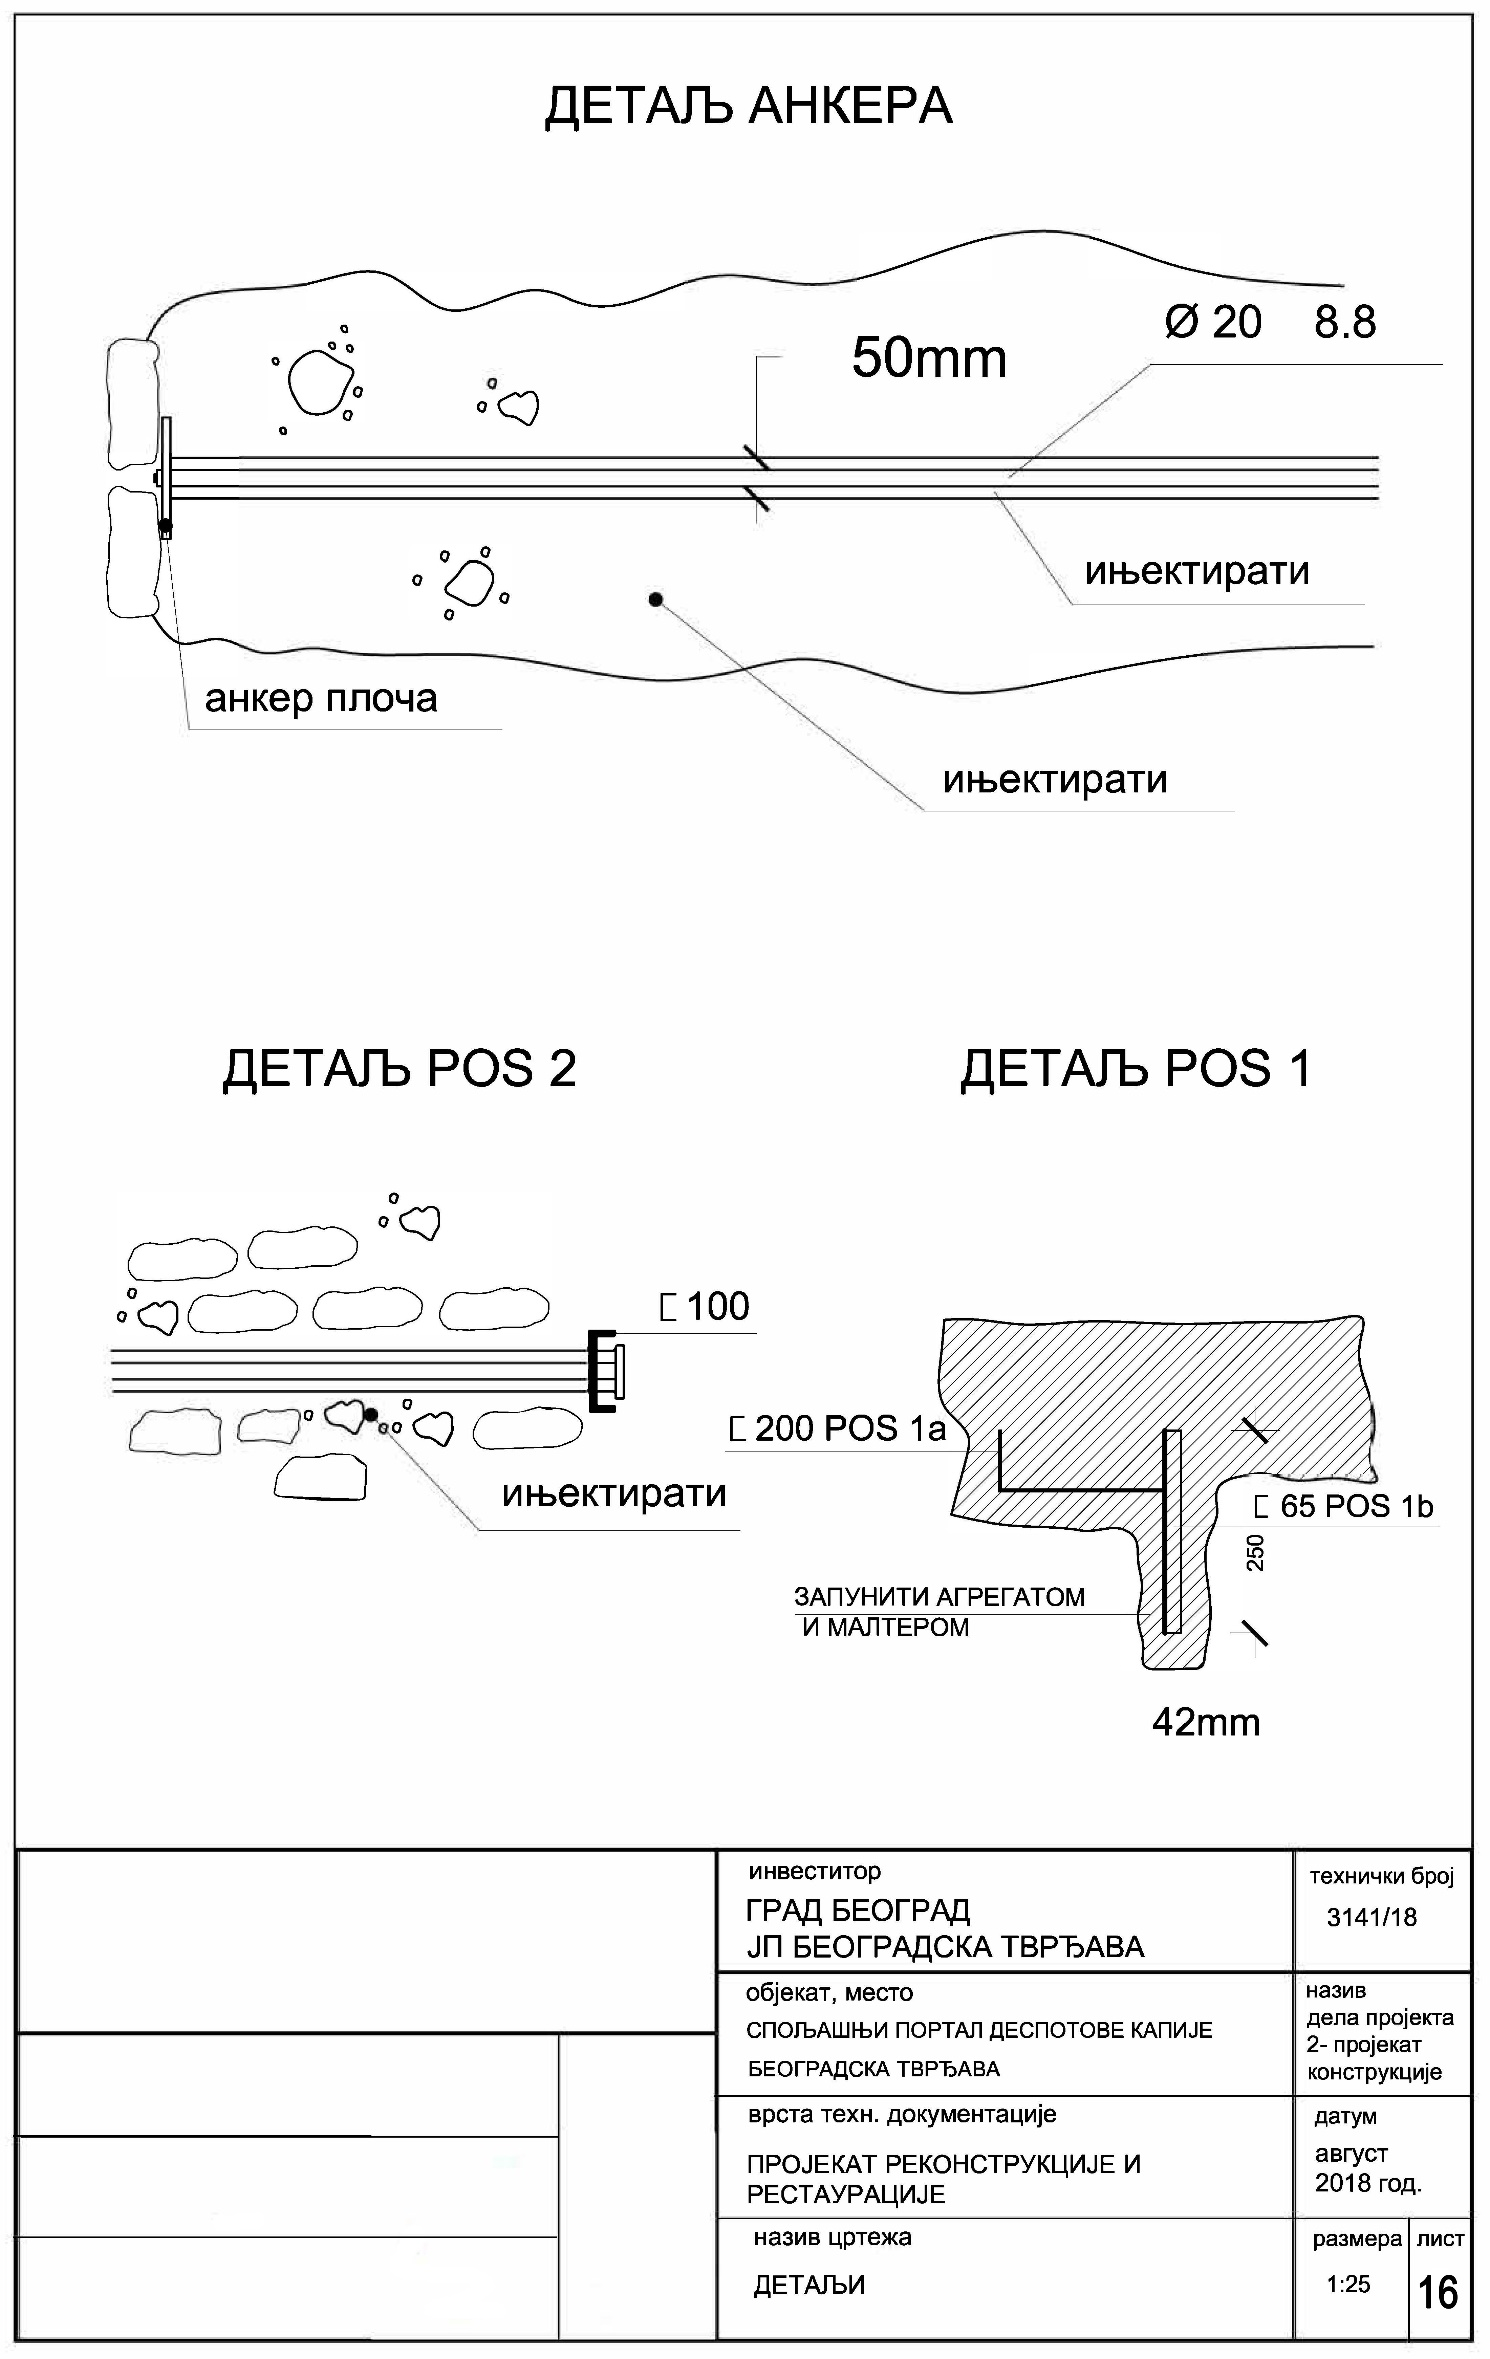 ДЕТАЉ АНКЕРА
Ø 20 8.8
50mm
ињектирати
анкер плоча
ињектирати
ДЕТАЉ POS 2
ДЕТАЉ POS 1
⊏ 100
⊏ 200 POS 1a
ињектирати
⊏ 65 POS 1b
250
ЗАПУНИТИ АГРЕГАТОМ
И МАЛТЕРОМ
42mm
инвеститор
ГРАД БЕОГРАД
ЈП БЕОГРАДСКА ТВРЂАВА
технички број
3141/18
објекат, место
СПОЉАШЊИ ПОРТАЛ ДЕСПОТОВЕ КАПИЈЕ
БЕОГРАДСКА ТВРЂАВА
назив
дела пројекта
2- пројекат
конструкције
врста техн. документације
ПРОЈЕКАТ РЕКОНСТРУКЦИЈЕ И
РЕСТАУРАЦИЈЕ
датум
август
2018 год.
назив цртежа
ДЕТАЉИ
размера
1:25
лист
16